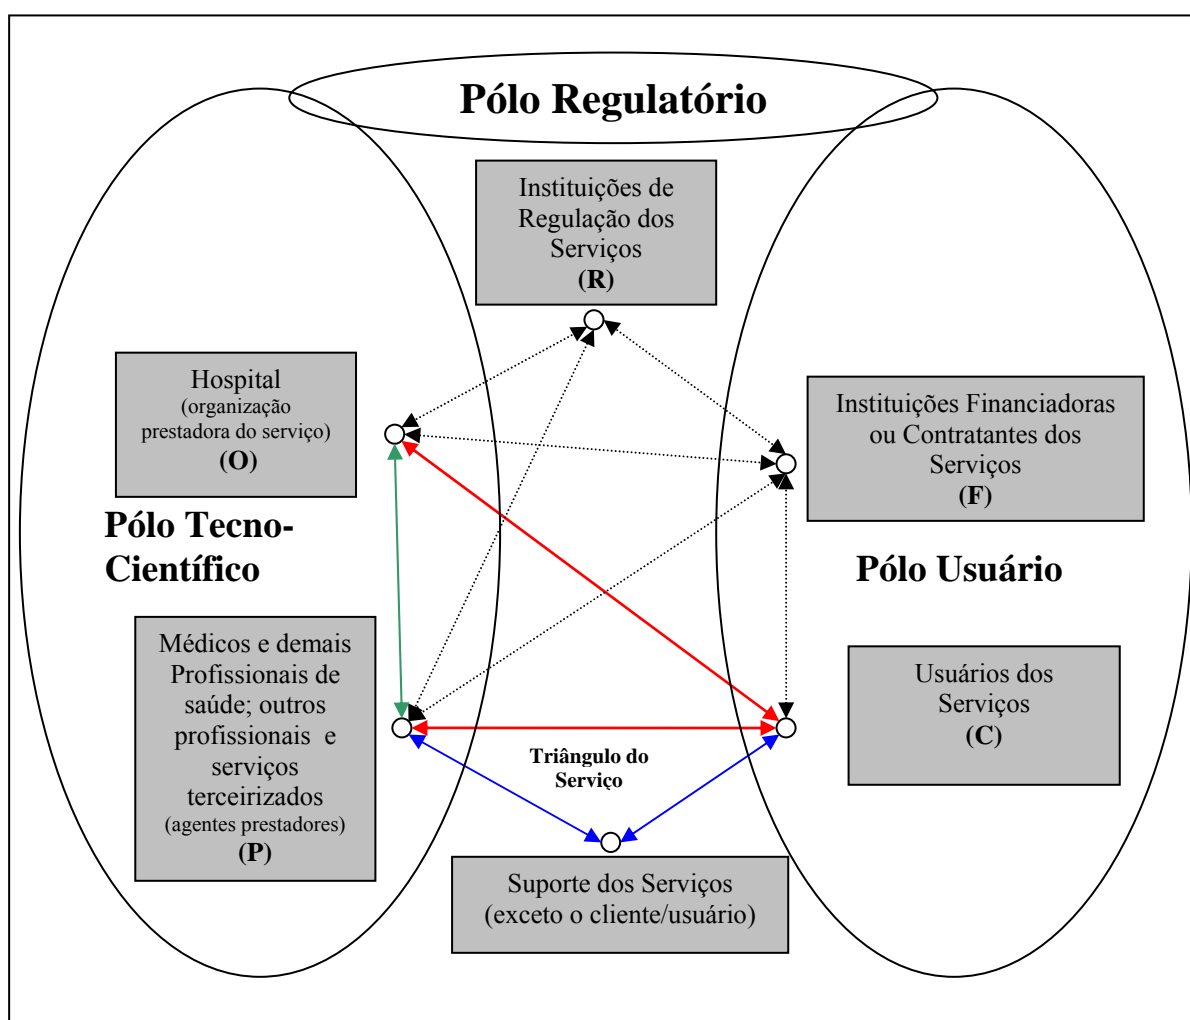 Pólo Regulatório
Instituições de
Regulação dos
Serviços
(R)
Hospital
(organização
prestadora do serviço)
(O)
Instituições Financiadoras
ou Contratantes dos
Serviços
(F)
Pólo Tecno-
Científico
Pólo Usuário
Médicos e demais
Profissionais de
saúde; outros
profissionais e
serviços
terceirizados
(agentes prestadores)
(P)
Usuários dos
Serviços
(C)
Triângulo do
Serviço
Suporte dos Serviços
(exceto o cliente/usuário)